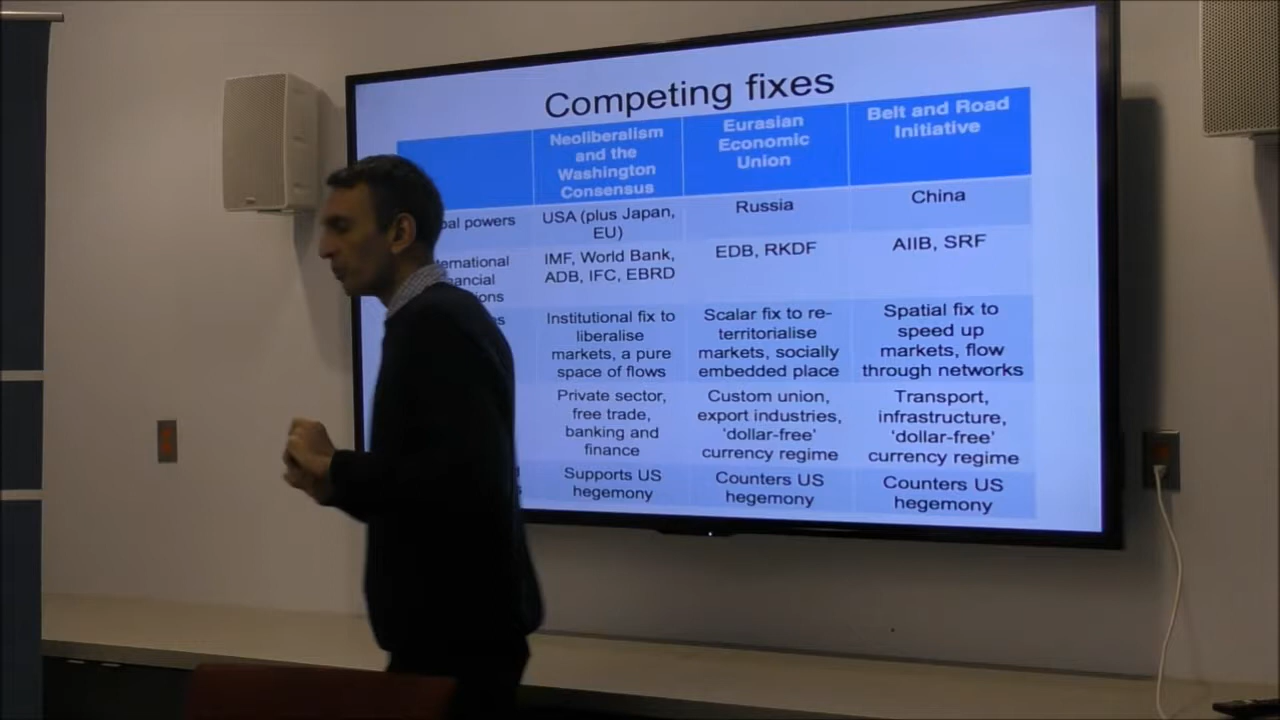 Competing fixes
Neoliberalism
and the
Washington
Consensus
Eurasian
Economic
Union
Belt and Road
Initiative
powers
USA (plus Japan,
EU)
Russia
China
IMF, World Bank,
ADB, IFC, EBRD
EDB, RKDF
AIIB, SRF
Institutional fix to
liberalise
markets, a pure
space of flows
Scalar fix to re-
territorialise
markets, socially
embedded place
Spatial fix to
speed up
markets, flow
through networks
Private sector,
free trade,
banking and
finance
Custom union,
export industries,
'dollar-free'
currency regime
Transport,
infrastructure,
'dollar-free'
currency regime
Supports US
hegemony
Counters US
hegemony
Counters US
hegemony